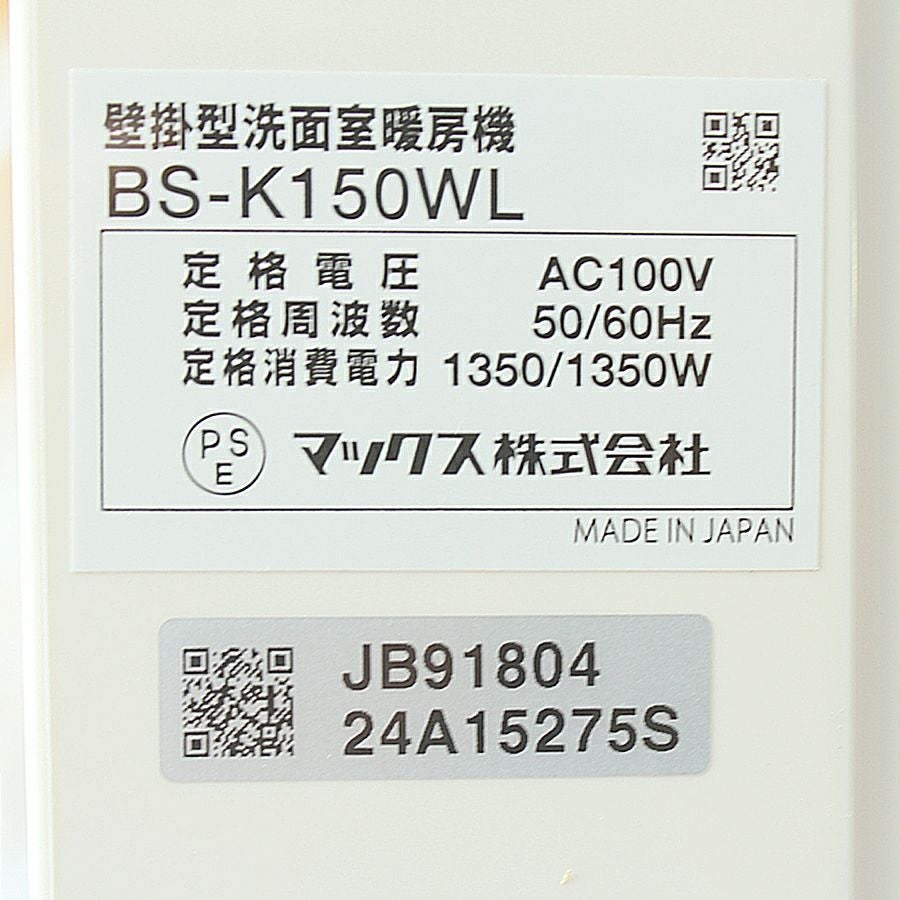 壁掛型洗面室暖房機
BS-K150WL
定格電圧 AC100V
定格周波数 50/60Hz
定格消費電力 1350/1350W
PS
E
マックス株式会社
MADE IN JAPAN
JB91804
24A15275S